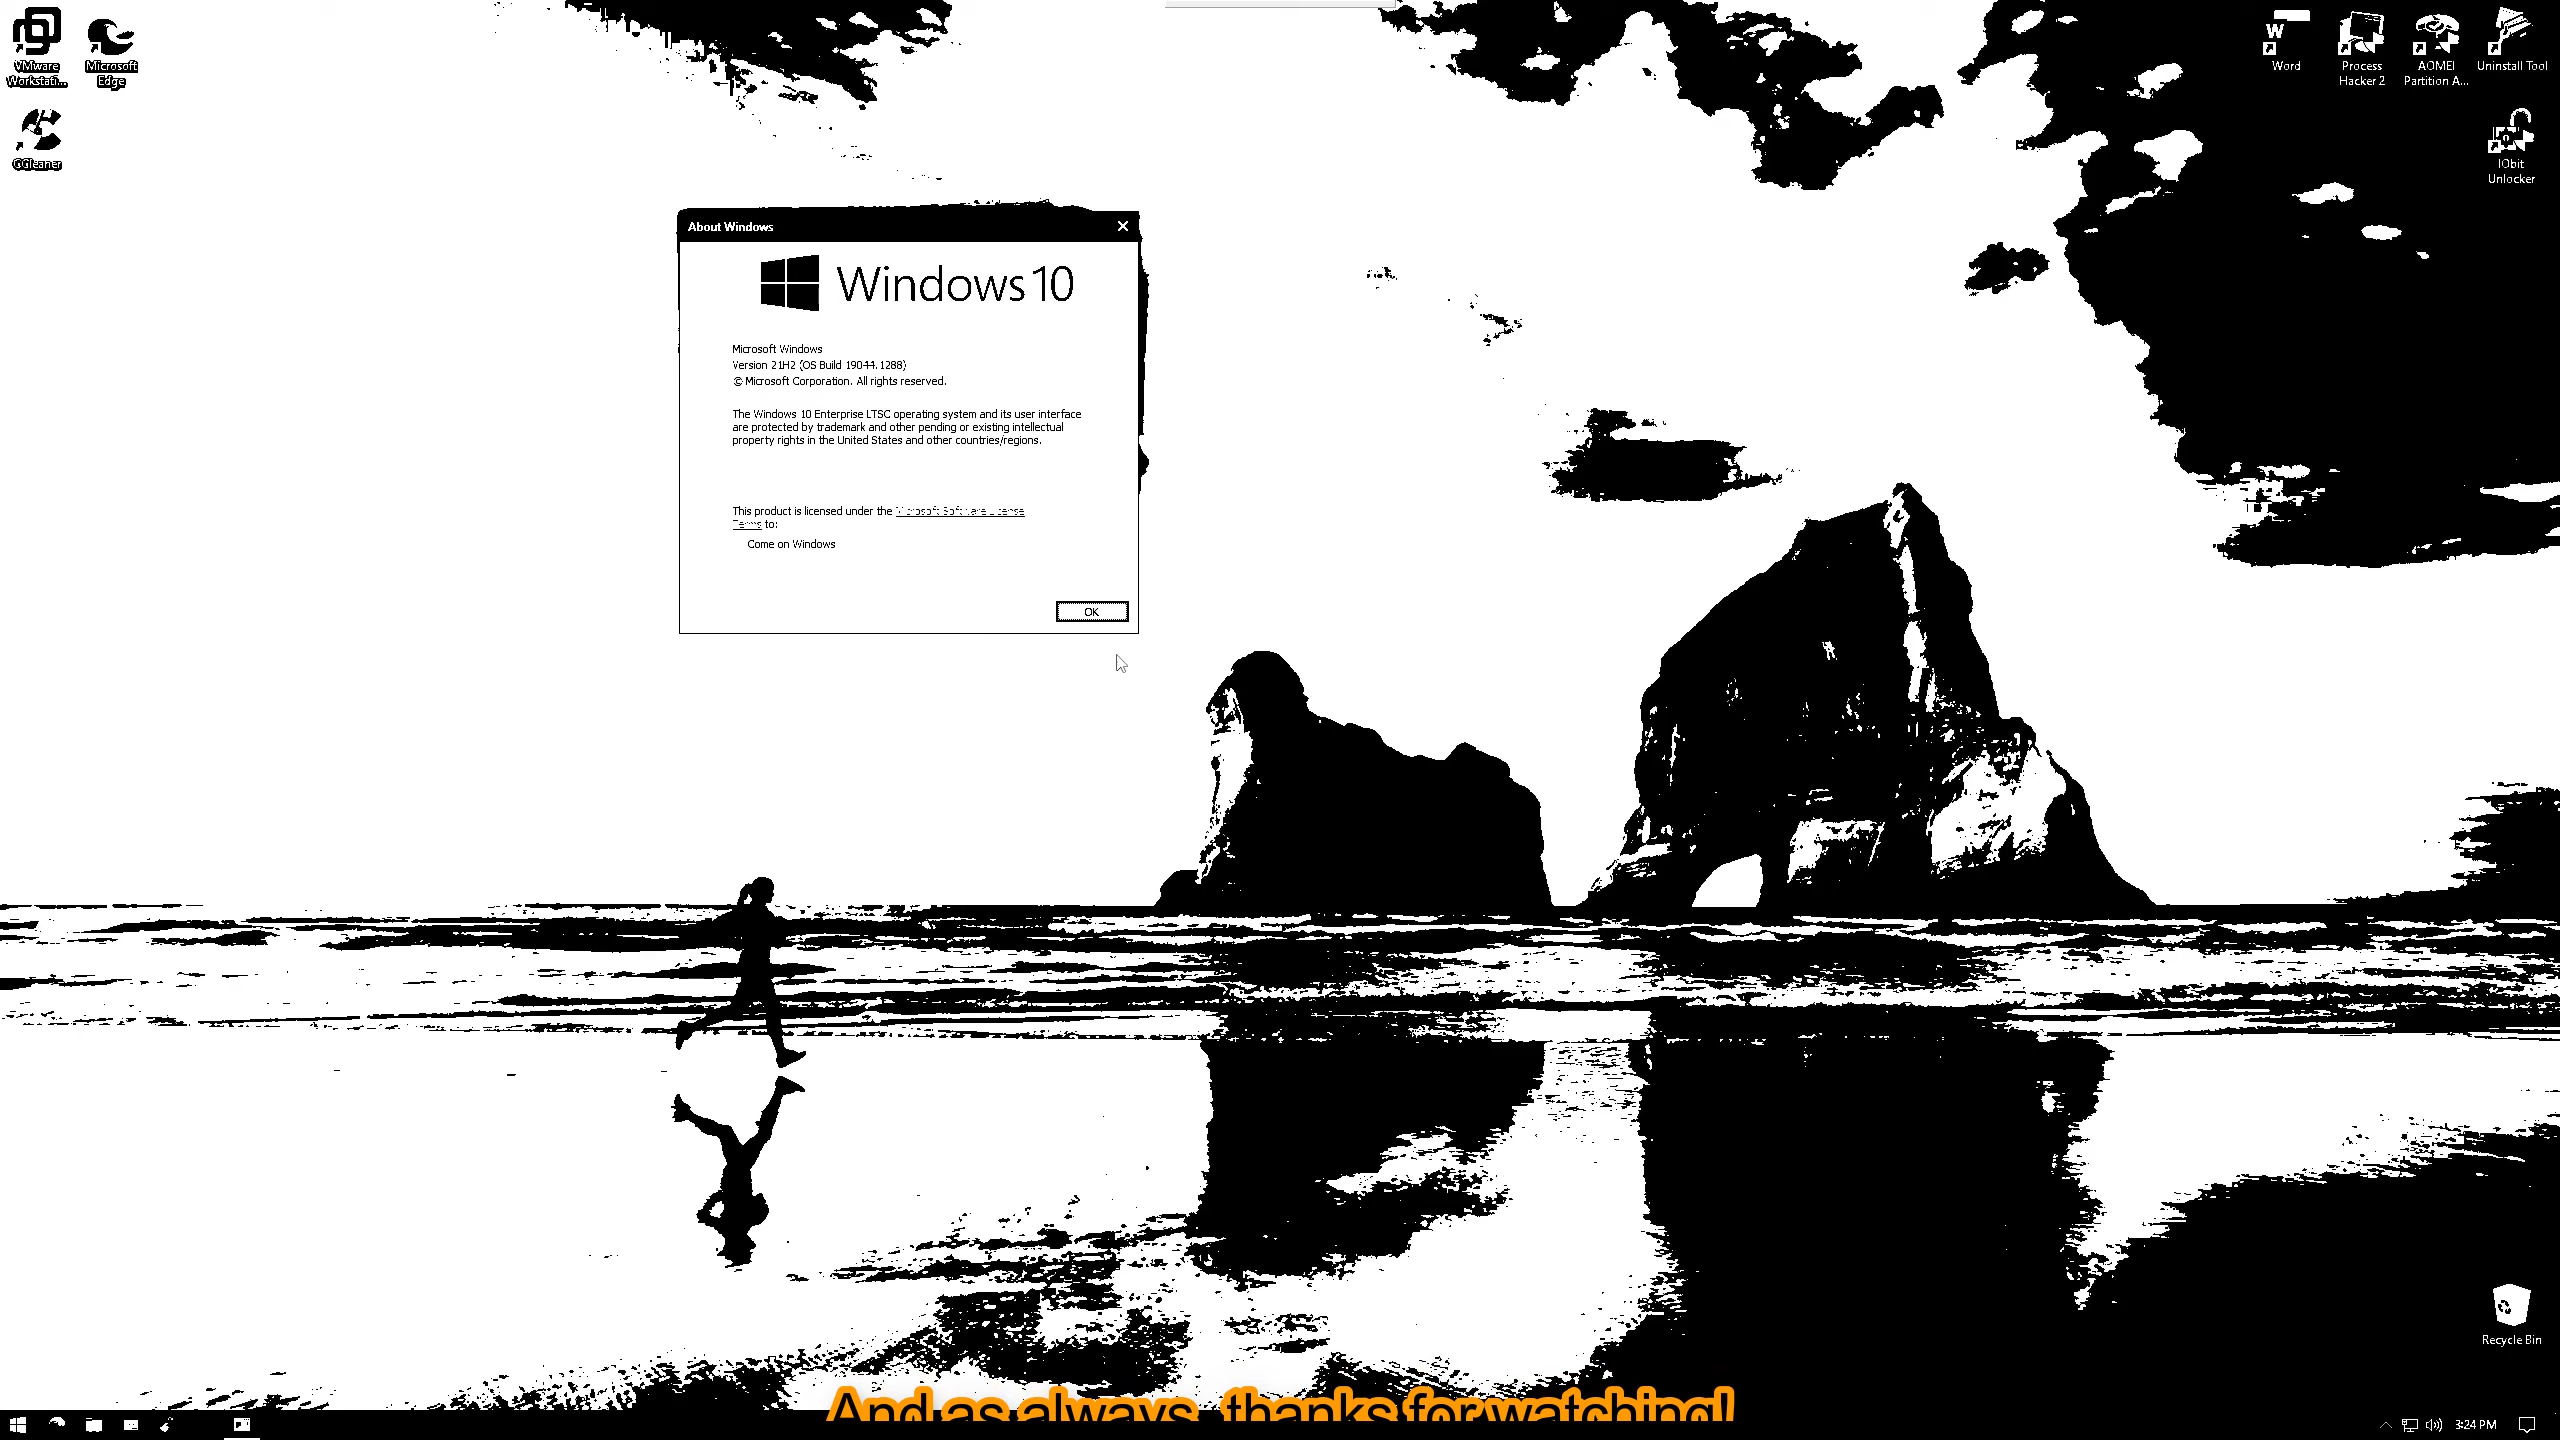 VMware
Workstati...
Microsoft
Edge
CCleaner
W
Word
Process
Hacker 2
AOMEI
Partition A...
Uninstall Tool
IObit
Unlocker
About Windows
Windows 10
Microsoft Windows
Version 21H2 (OS Build 19044.1288)
© Microsoft Corporation. All rights reserved.
The Windows 10 Enterprise LTSC operating system and its user interface
are protected by trademark and other pending or existing intellectual
property rights in the United States and other countries/regions.
This product is licensed under the Microsoft Software License
Terms to:
Come on Windows
OK
Recycle Bin
And as always, thanks for watching!
3:24 PM